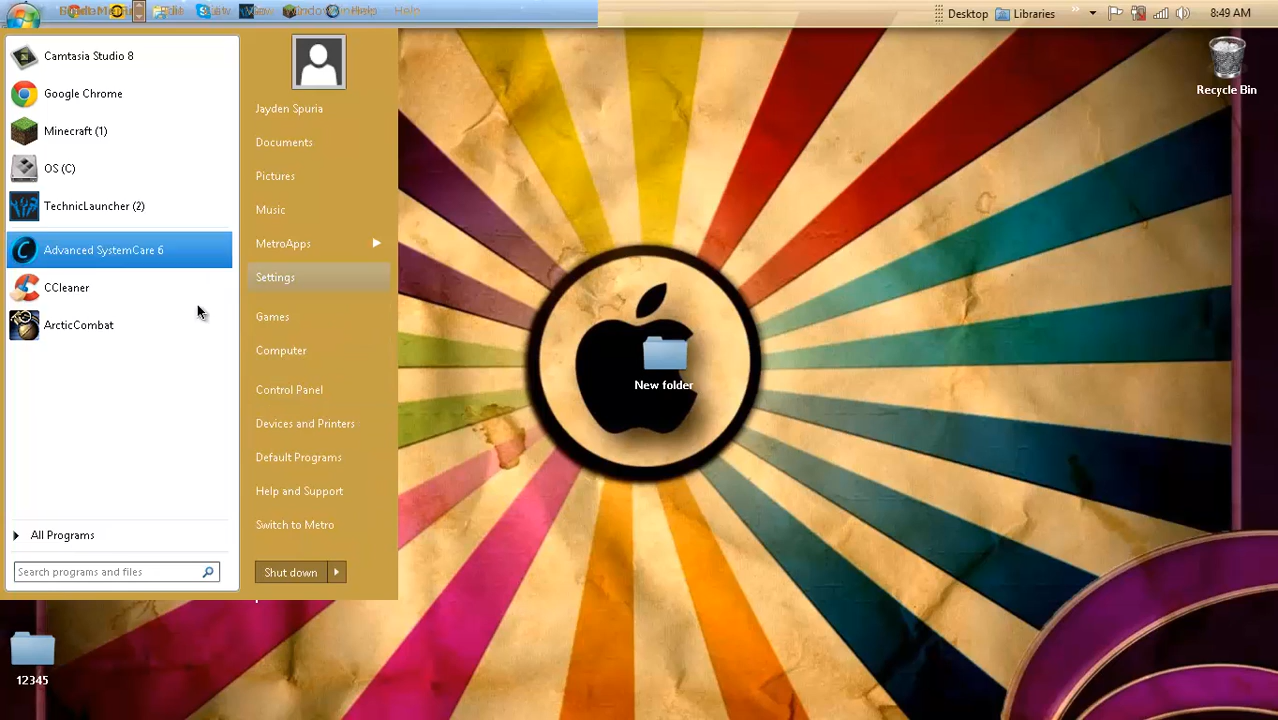 Desktop
Libraries
»
8:49 AM
Camtasia Studio 8
Google Chrome
Minecraft (1)
OS (C)
TechnicLauncher (2)
Advanced SystemCare 6
CCleaner
ArcticCombat
All Programs
Search programs and files
Jayden Spuria
Documents
Pictures
Music
MetroApps
Settings
Games
Computer
Control Panel
Devices and Printers
Default Programs
Help and Support
Switch to Metro
Shut down
Recycle Bin
New folder
12345